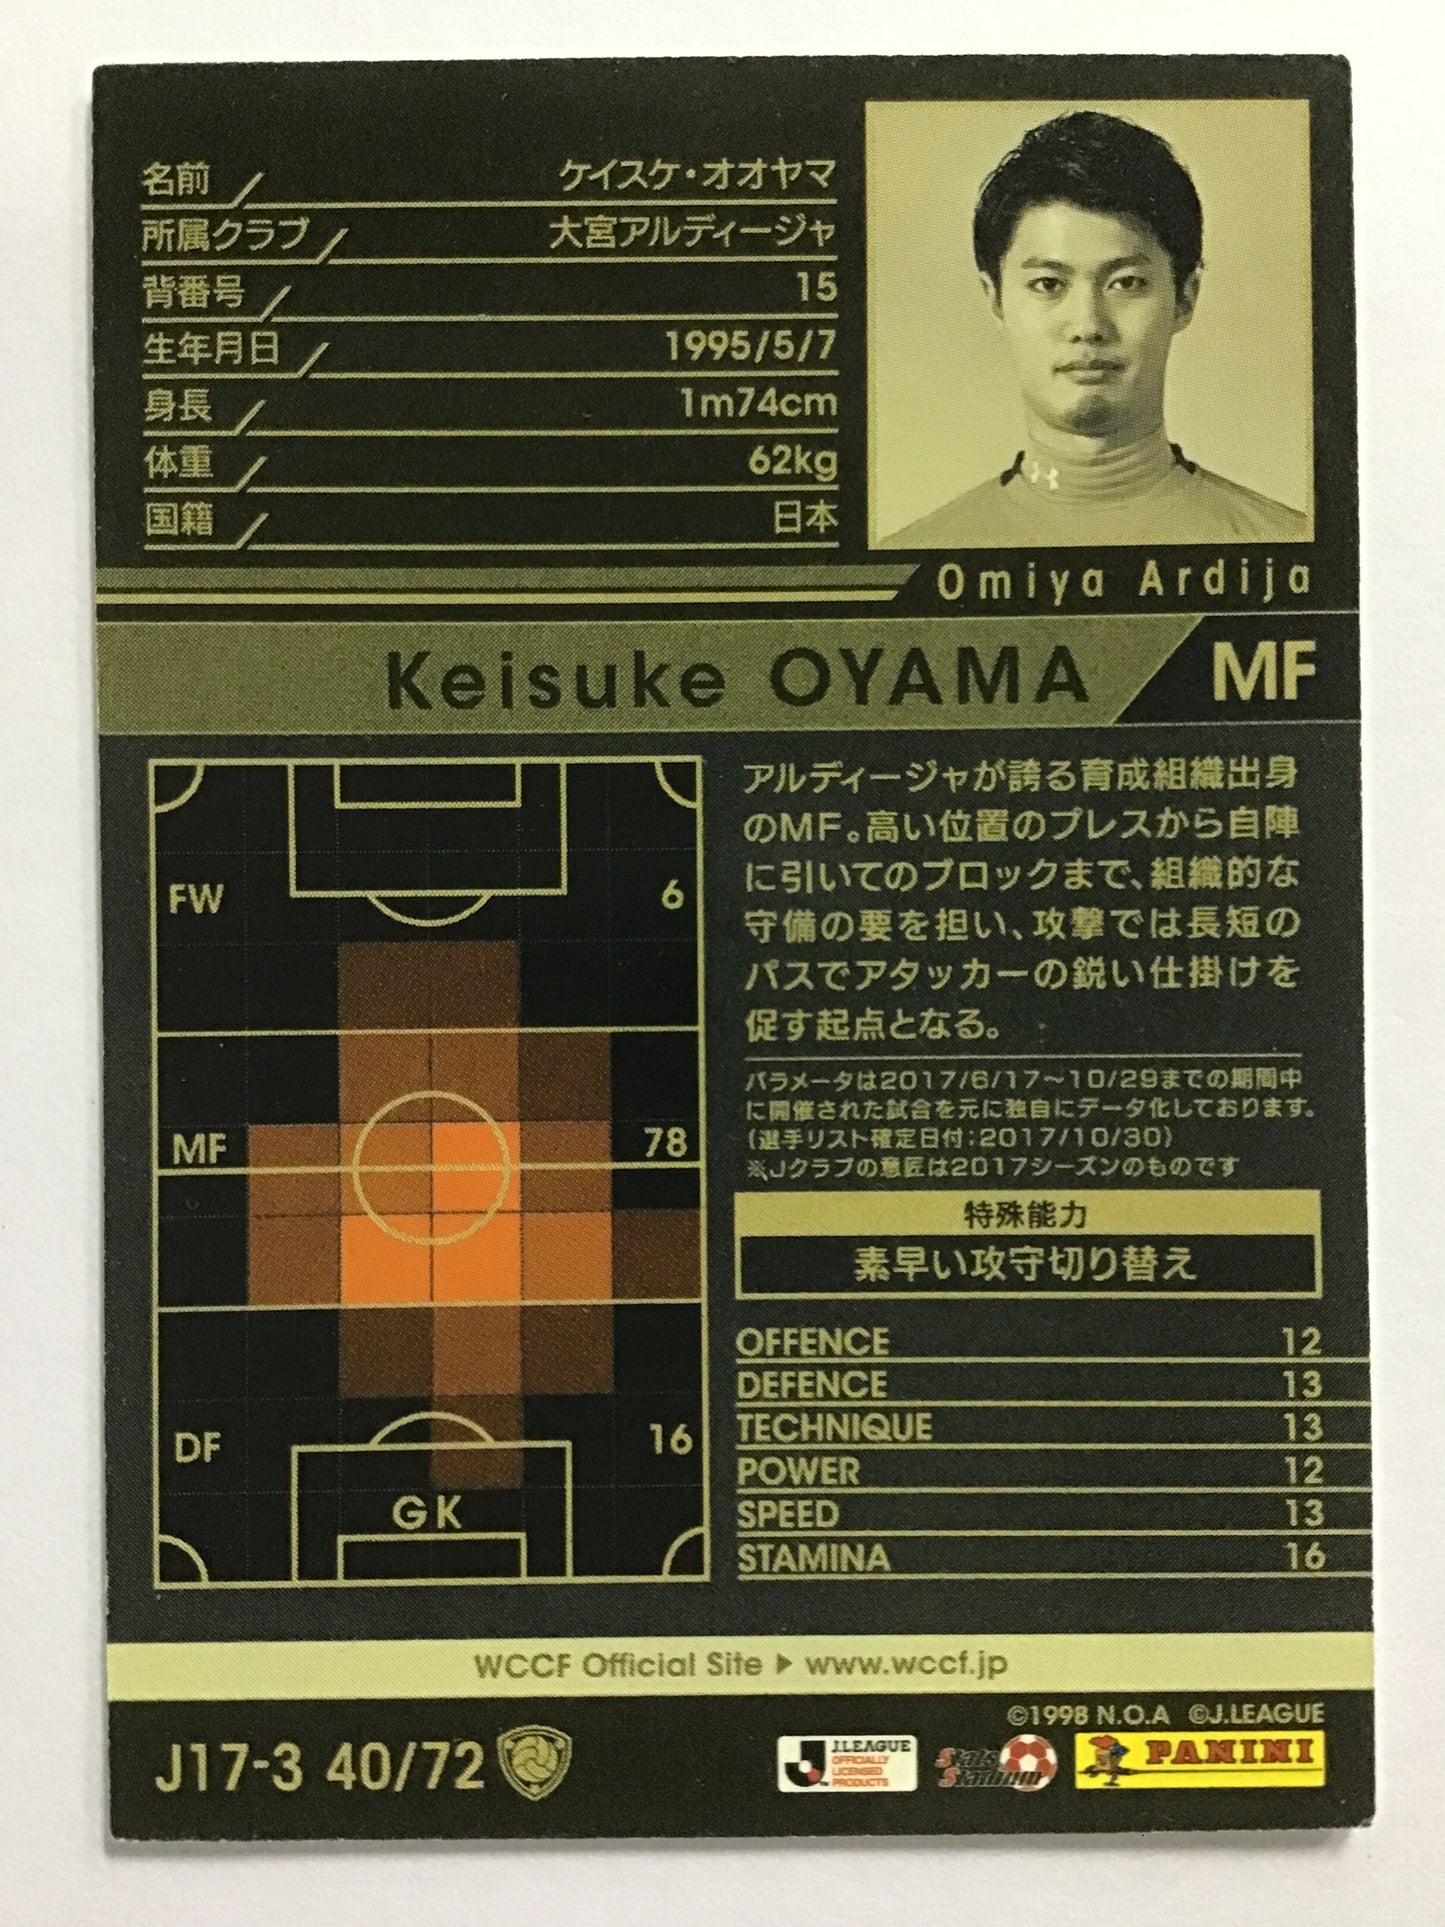 名前 ケイスケ・オオヤマ
所属クラブ 大宮アルディージャ
背番号 15
生年月日 1995/5/7
身長 1m74cm
体重 62kg
国籍 日本
Omiya Ardija
Keisuke OYAMA MF
アルディージャが誇る育成組織出身
のMF。高い位置のプレスから自陣
に引いてのブロックまで、組織的な
守備の要を担い、攻撃では長短の
パスでアタッカーの鋭い仕掛けを
促す起点となる。
パラメータは2017/6/17〜10/29までの期間中
に開催された試合を元に独自にデータ化しております。
(選手リスト確定日付:2017/10/30)
※Jクラブの意匠は2017シーズンのものです
FW 6
MF 78
DF 16
GK
特殊能力
素早い攻守切り替え
OFFENCE 12
DEFENCE 13
TECHNIQUE 13
POWER 12
SPEED 13
STAMINA 16
WCCF Official Site ▶ www.wccf.jp
©1998 N.O.A ©J.LEAGUE
J17-3 40/72
J.LEAGUE
OFFICIALLY
LICENSED
PRODUCTS
Stats
Stadium
PANINI